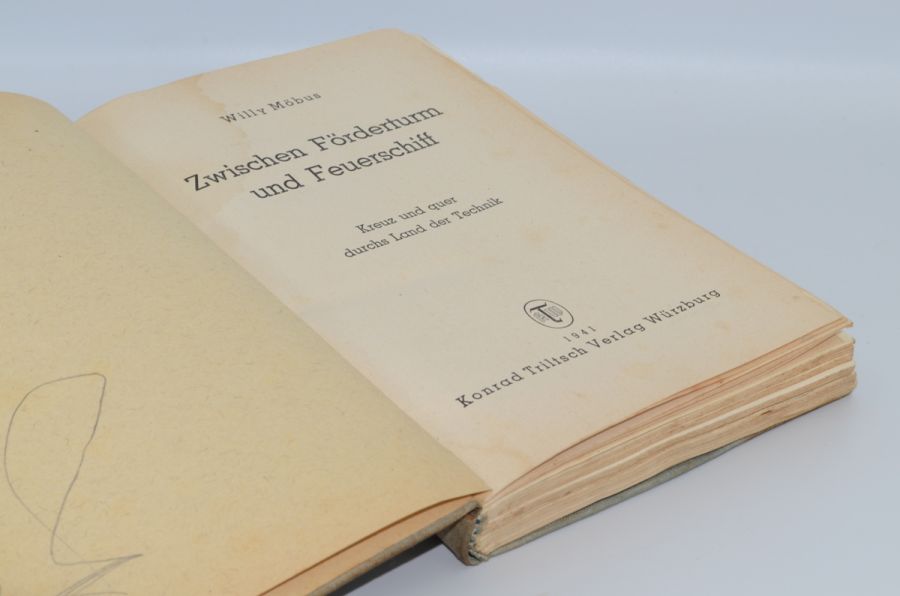 Willy Möbus
Zwischen Förderturm
und Feuerschiff
Kreuz und quer
durchs Land der Technik
1941
Konrad Triltsch Verlag Würzburg